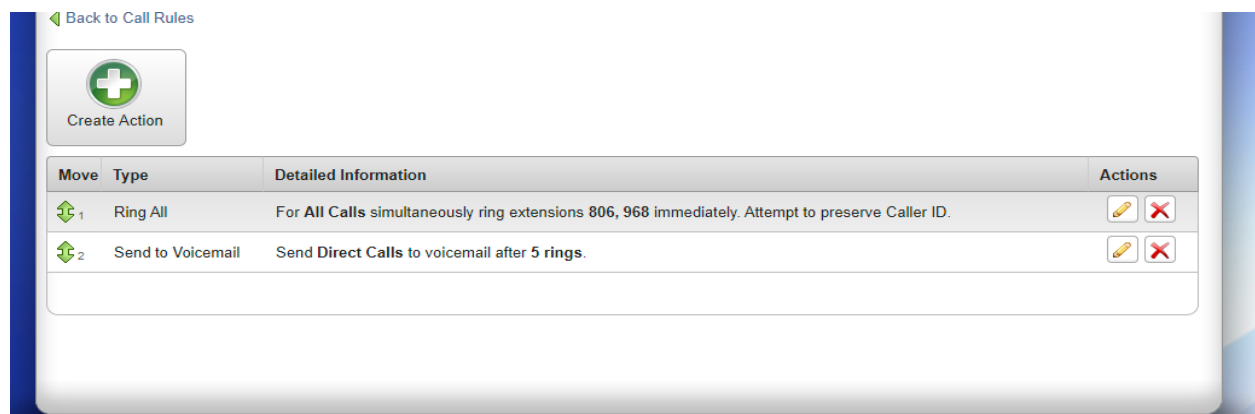 Back to Call Rules
Create Action
Move Type Detailed Information Actions
1 Ring All For All Calls simultaneously ring extensions 806, 968 immediately. Attempt to preserve Caller ID.
2 Send to Voicemail Send Direct Calls to voicemail after 5 rings.